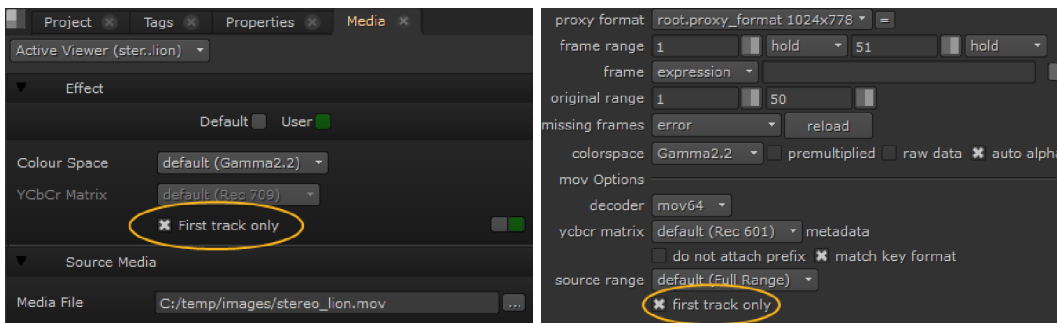 Project Tags Properties Media
Active Viewer (ster..lion)
Effect
Default User
Colour Space default (Gamma2.2)
YCbCr Matrix default (Rec 709)
First track only
Source Media
Media File C:/temp/images/stereo_lion.mov ...
proxy format root.proxy_format 1024x778 =
frame range 1 hold 51 hold
frame expression
original range 1 50
missing frames error reload
colorspace Gamma2.2 premultiplied raw data auto alpha
mov Options
decoder mov64
ycbcr matrix default (Rec 601) metadata
do not attach prefix match key format
source range default (Full Range)
first track only